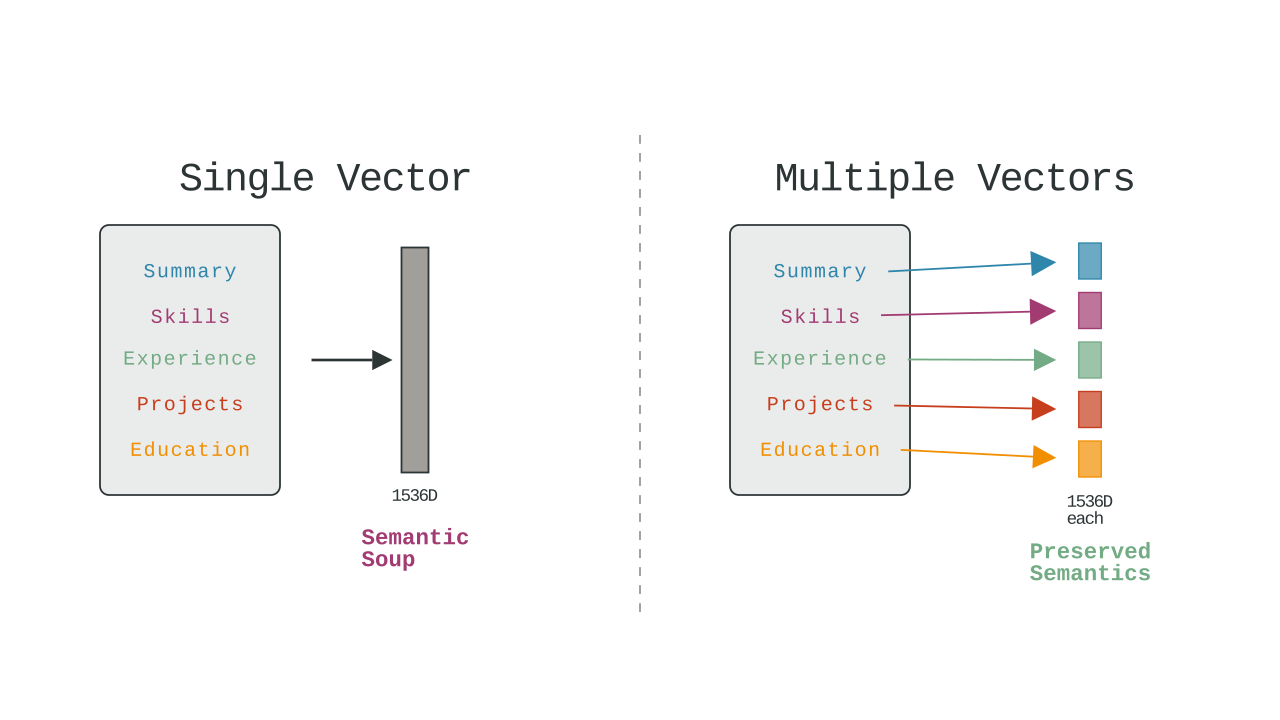 Single Vector
Summary
Skills
Experience
Projects
Education
1536D
Semantic
Soup
Multiple Vectors
Summary
Skills
Experience
Projects
Education
1536D
each
Preserved
Semantics